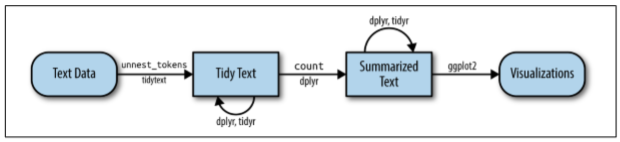 dplyr, tidyr
Text Data
unnest_tokens
tidytext
Tidy Text
count
dplyr
Summarized
Text
ggplot2
Visualizations
dplyr, tidyr